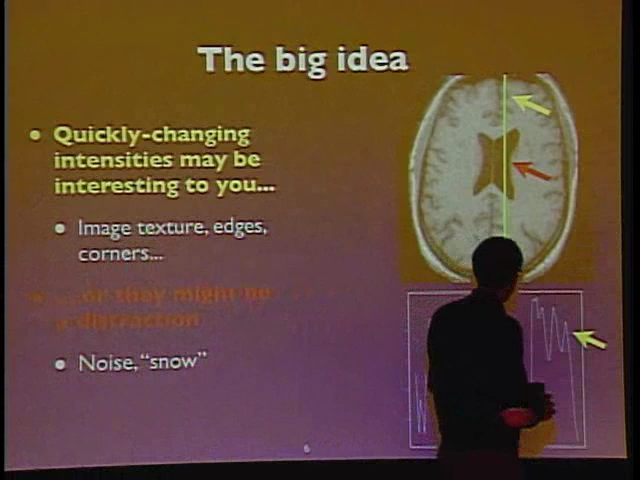 The big idea
• Quickly-changing
intensities may be
interesting to you...
• Image texture, edges,
corners...
• ...or they might be
a distraction
• Noise, "snow"
6